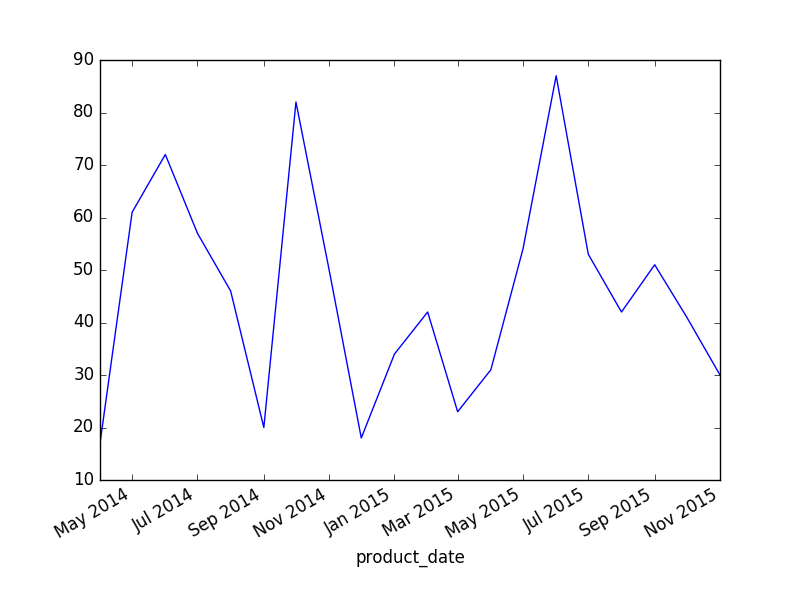 90
80
70
60
50
40
30
20
10
May 2014
Jul 2014
Sep 2014
Nov 2014
Jan 2015
Mar 2015
May 2015
Jul 2015
Sep 2015
Nov 2015
product_date